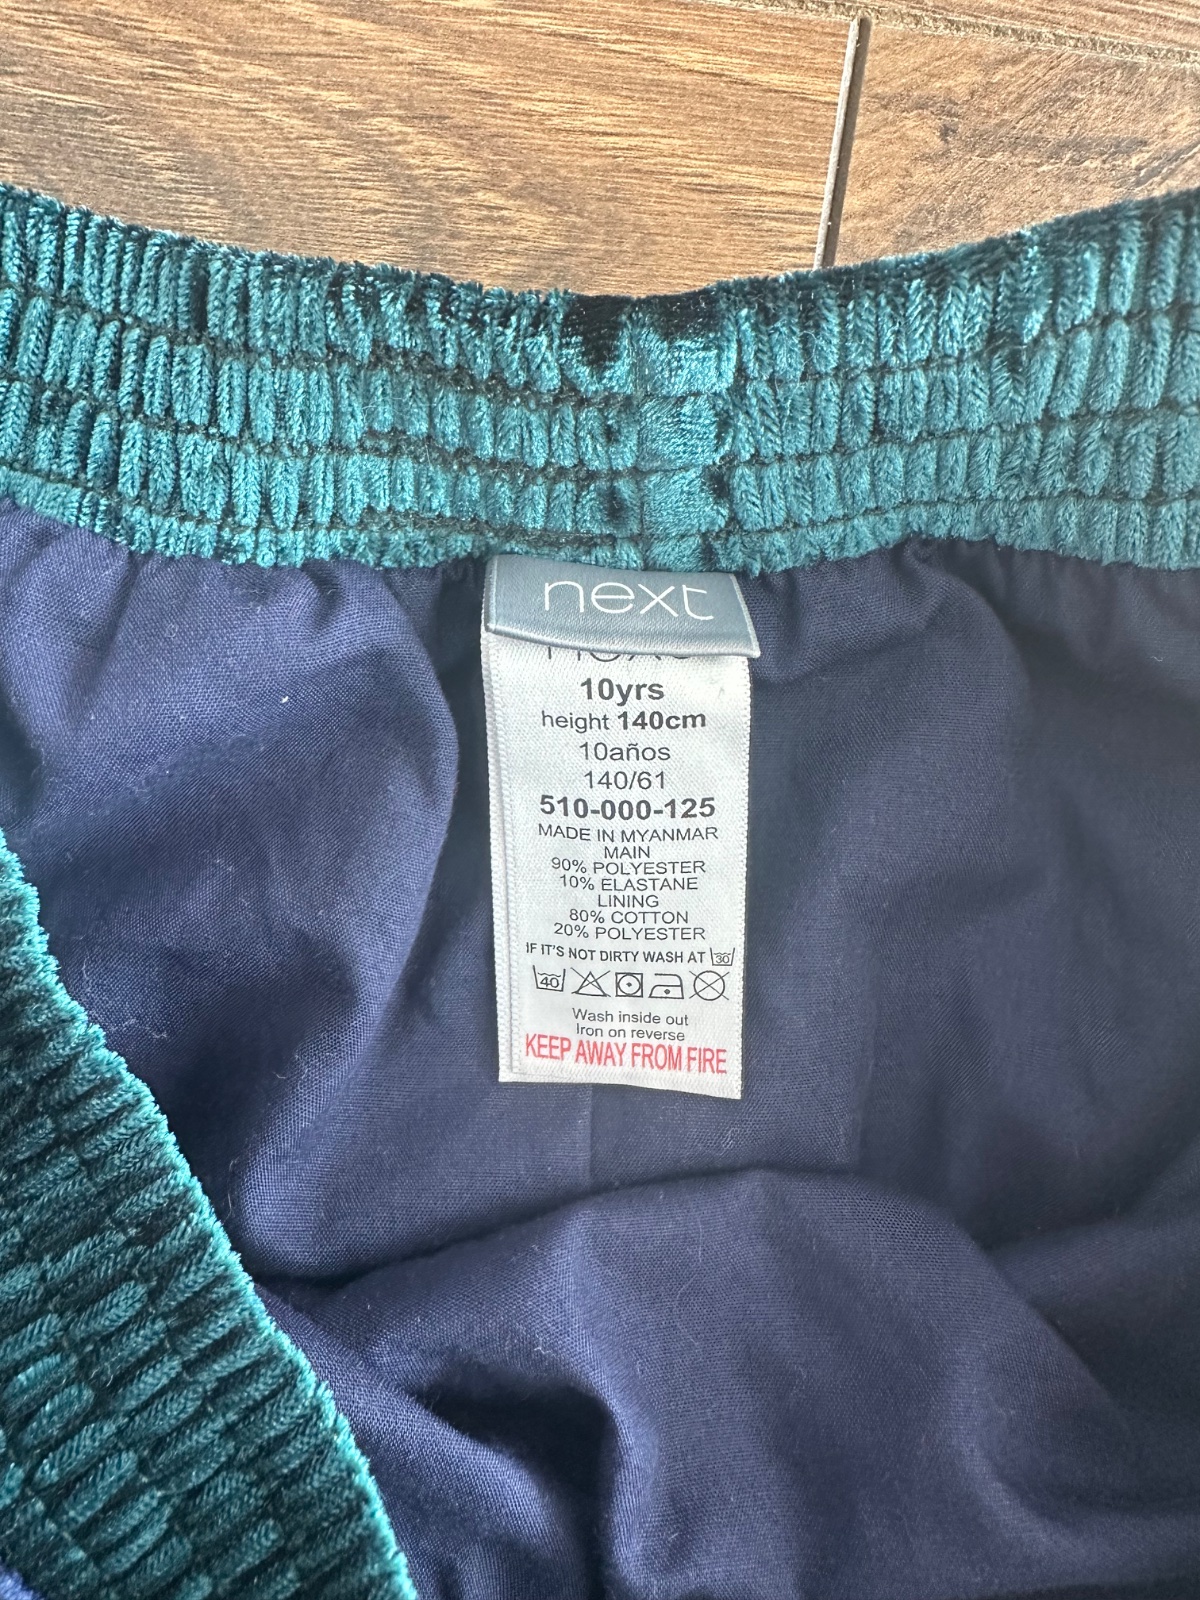 next
10yrs
height 140cm
10años
140/61
510-000-125
MADE IN MYANMAR
MAIN
90% POLYESTER
10% ELASTANE
LINING
80% COTTON
20% POLYESTER
IF IT'S NOT DIRTY WASH AT 30
40
Wash inside out
Iron on reverse
KEEP AWAY FROM FIRE